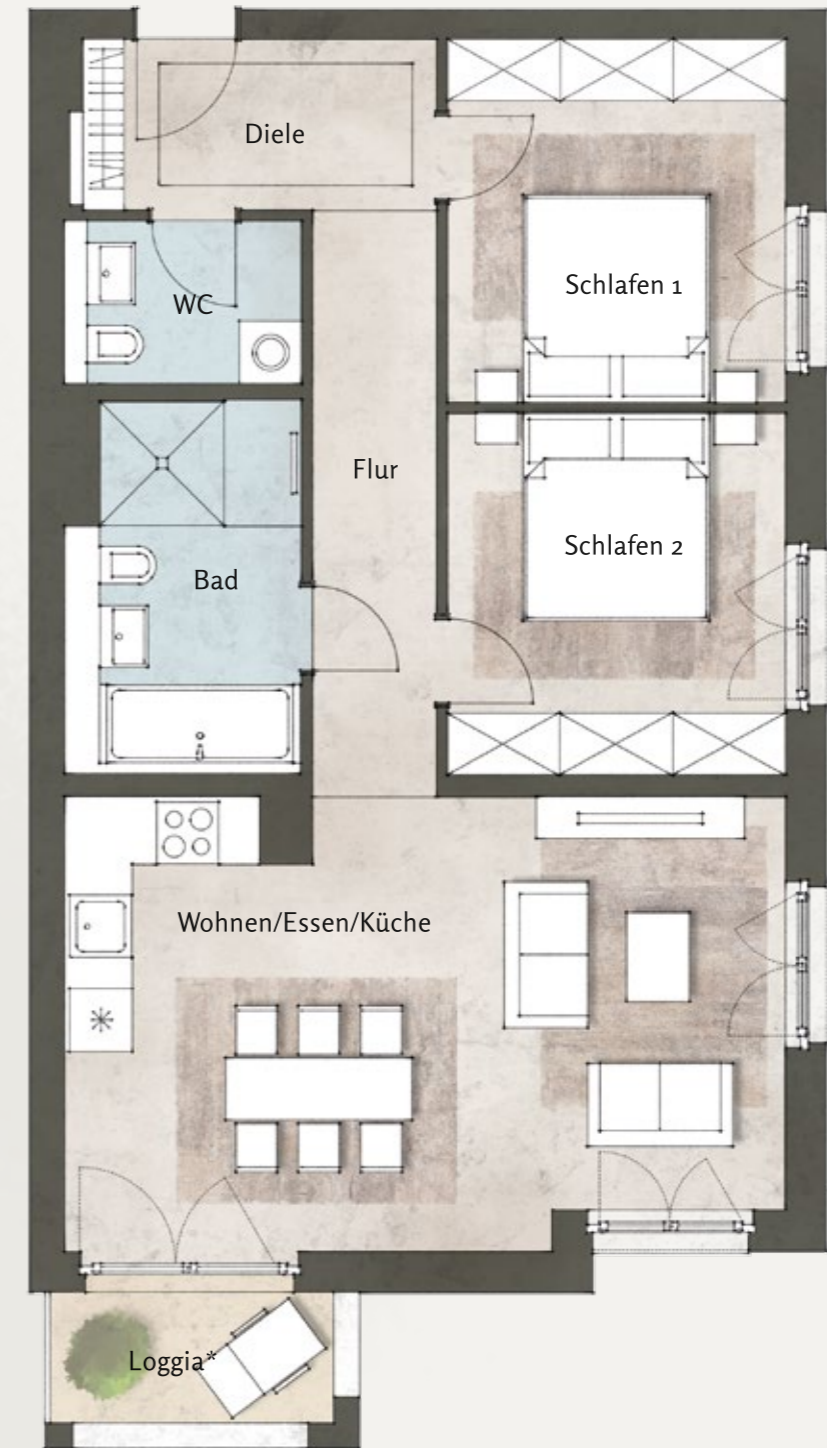 Diele
Schlafen 1
WC
Flur
Schlafen 2
Bad
Wohnen/Essen/Küche
Loggia*